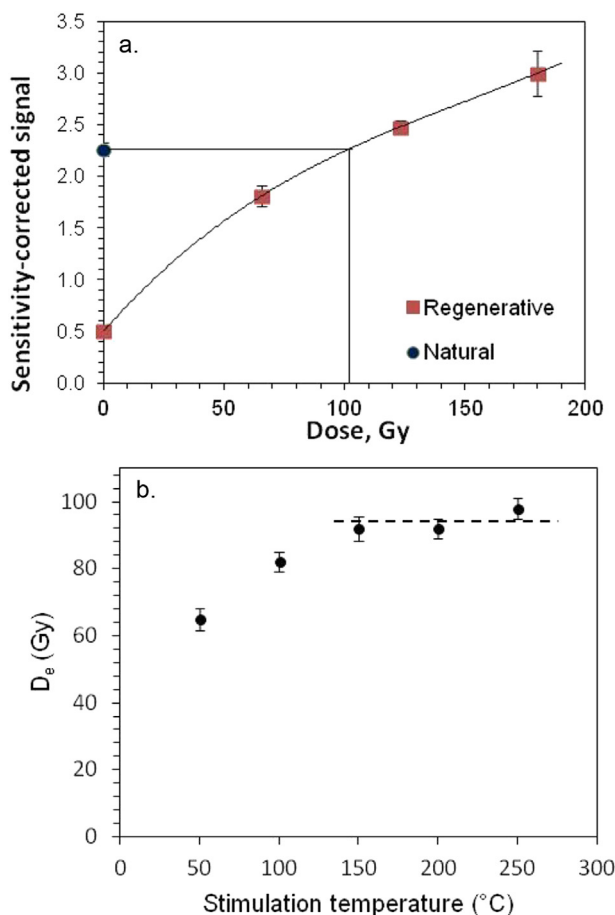 a.
3.5
3.0
2.5
2.0
1.5
1.0
0.5
0.0
Sensitivity-corrected signal
Regenerative
Natural
0 50 100 150 200
Dose, Gy
b.
100
80
60
40
20
0
Dₑ (Gy)
0 50 100 150 200 250 300
Stimulation temperature (°C)